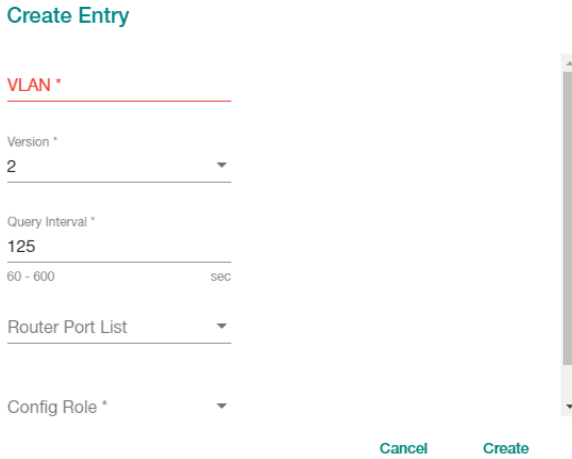 Create Entry
VLAN *
Version *
2
Query Interval *
125
60 - 600 sec
Router Port List
Config Role *
Cancel Create